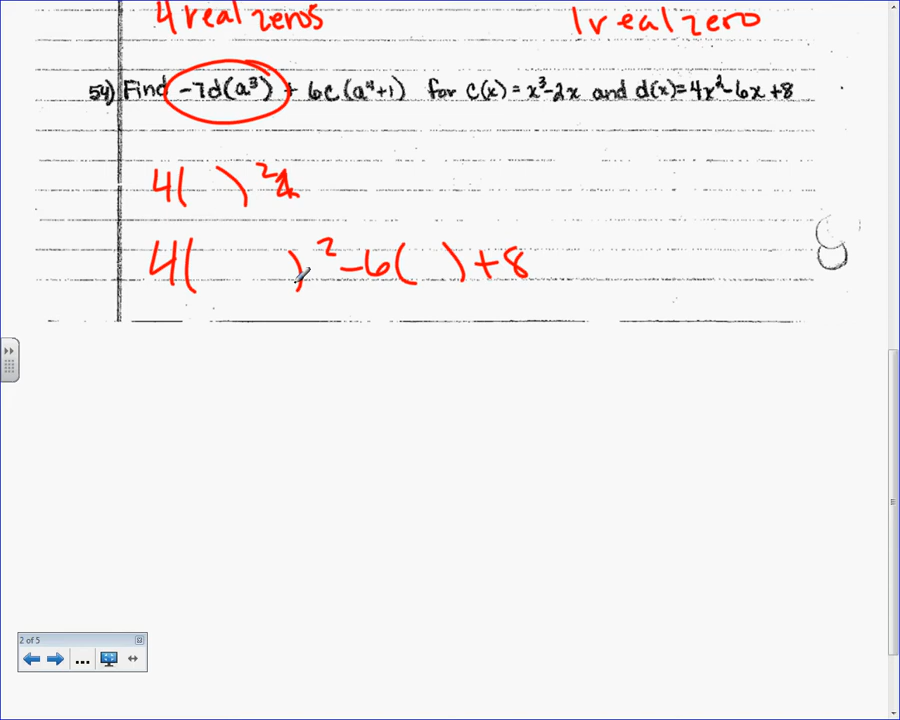 4 real zeros 1 real zero
54) Find -7d(a³) + 6c(a⁴+1) for c(x) = x³-2x and d(x)=4x²-6x+8
4( )²
4( )² -6( ) +8
2 of 5